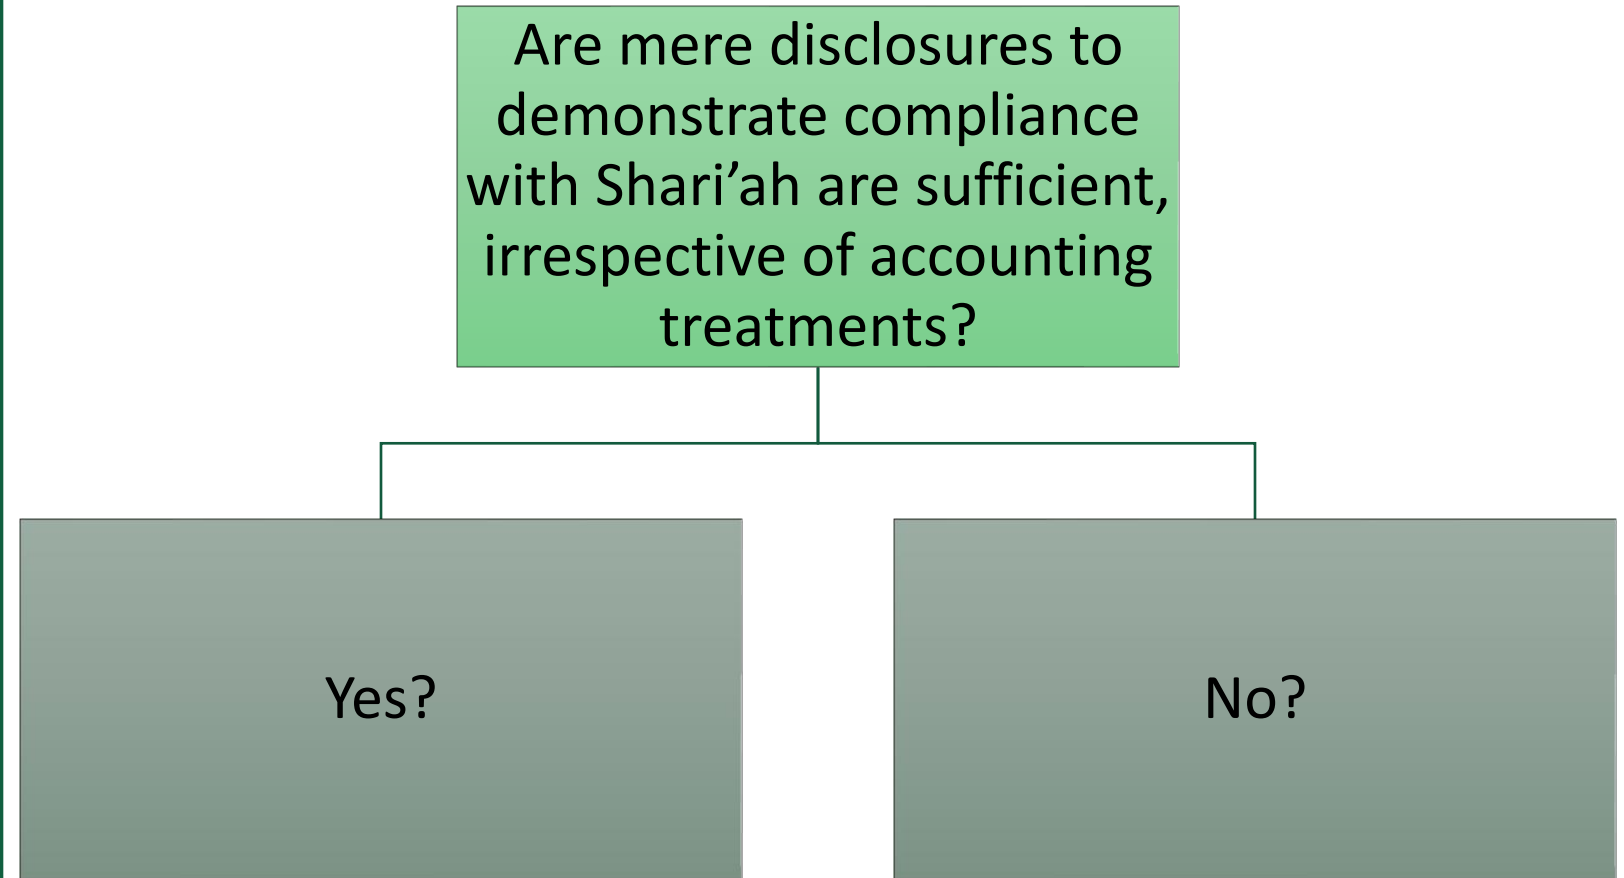 Are mere disclosures to
demonstrate compliance
with Shari’ah are sufficient,
irrespective of accounting
treatments?
Yes?
No?